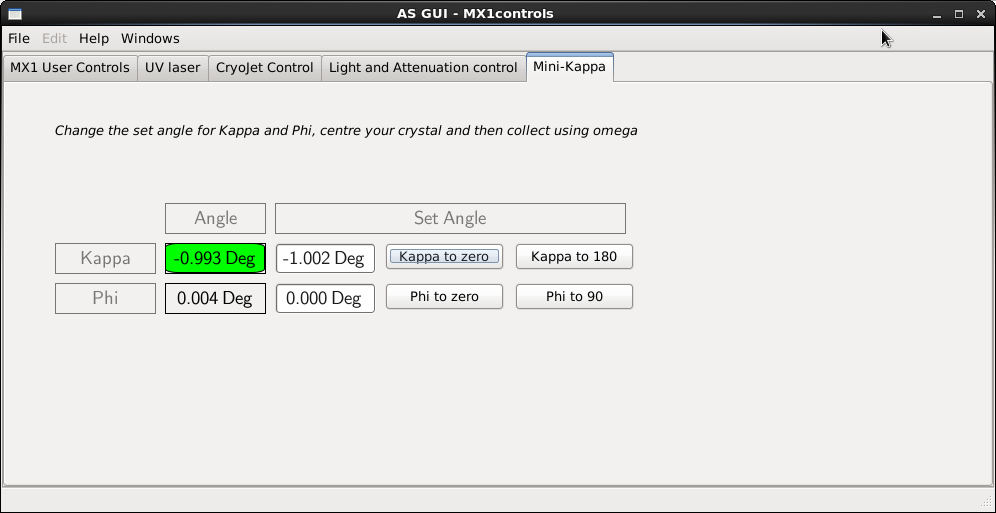 AS GUI - MX1controls
File Edit Help Windows
MX1 User Controls UV laser CryoJet Control Light and Attenuation control Mini-Kappa
Change the set angle for Kappa and Phi, centre your crystal and then collect using omega
Angle Set Angle
Kappa -0.993 Deg -1.002 Deg Kappa to zero Kappa to 180
Phi 0.004 Deg 0.000 Deg Phi to zero Phi to 90